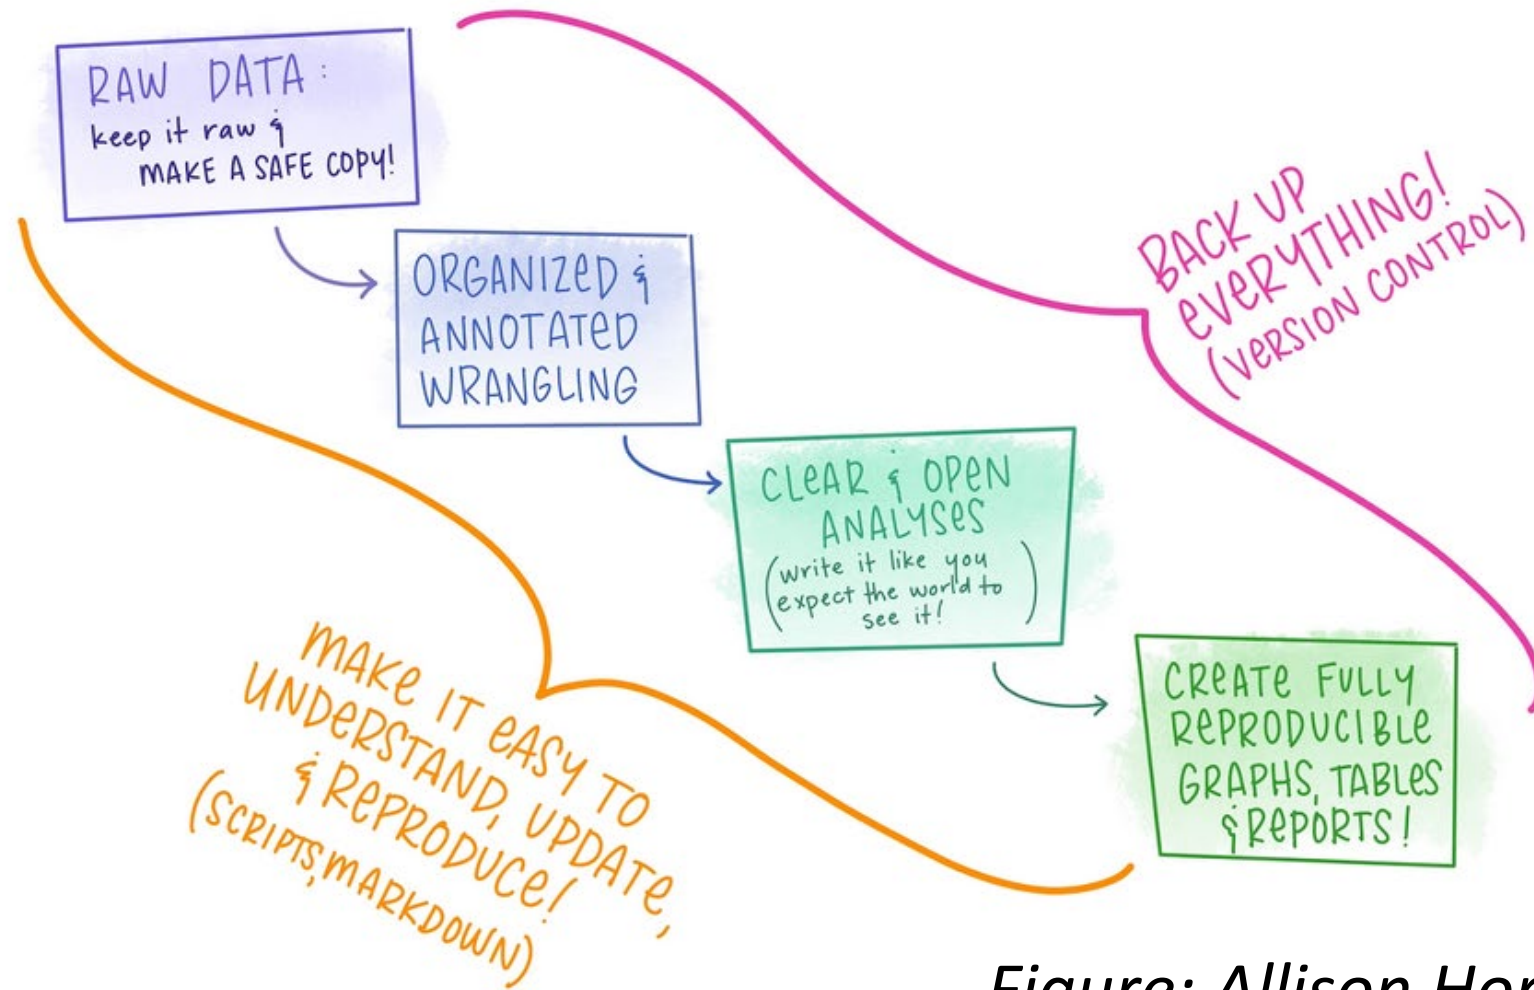 RAW DATA:
keep it raw &
MAKE A SAFE COPY!
ORGANIZED &
ANNOTATED
WRANGLING
CLEAR & OPEN
ANALYSES
(write it like you
expect the world to
see it!)
CREATE FULLY
REPRODUCIBLE
GRAPHS, TABLES
& REPORTS!
BACK UP
EVERYTHING!
(VERSION CONTROL)
MAKE IT EASY TO
UNDERSTAND, UPDATE,
& REPRODUCE!
(SCRIPTS, MARKDOWN)
Figure: Allison